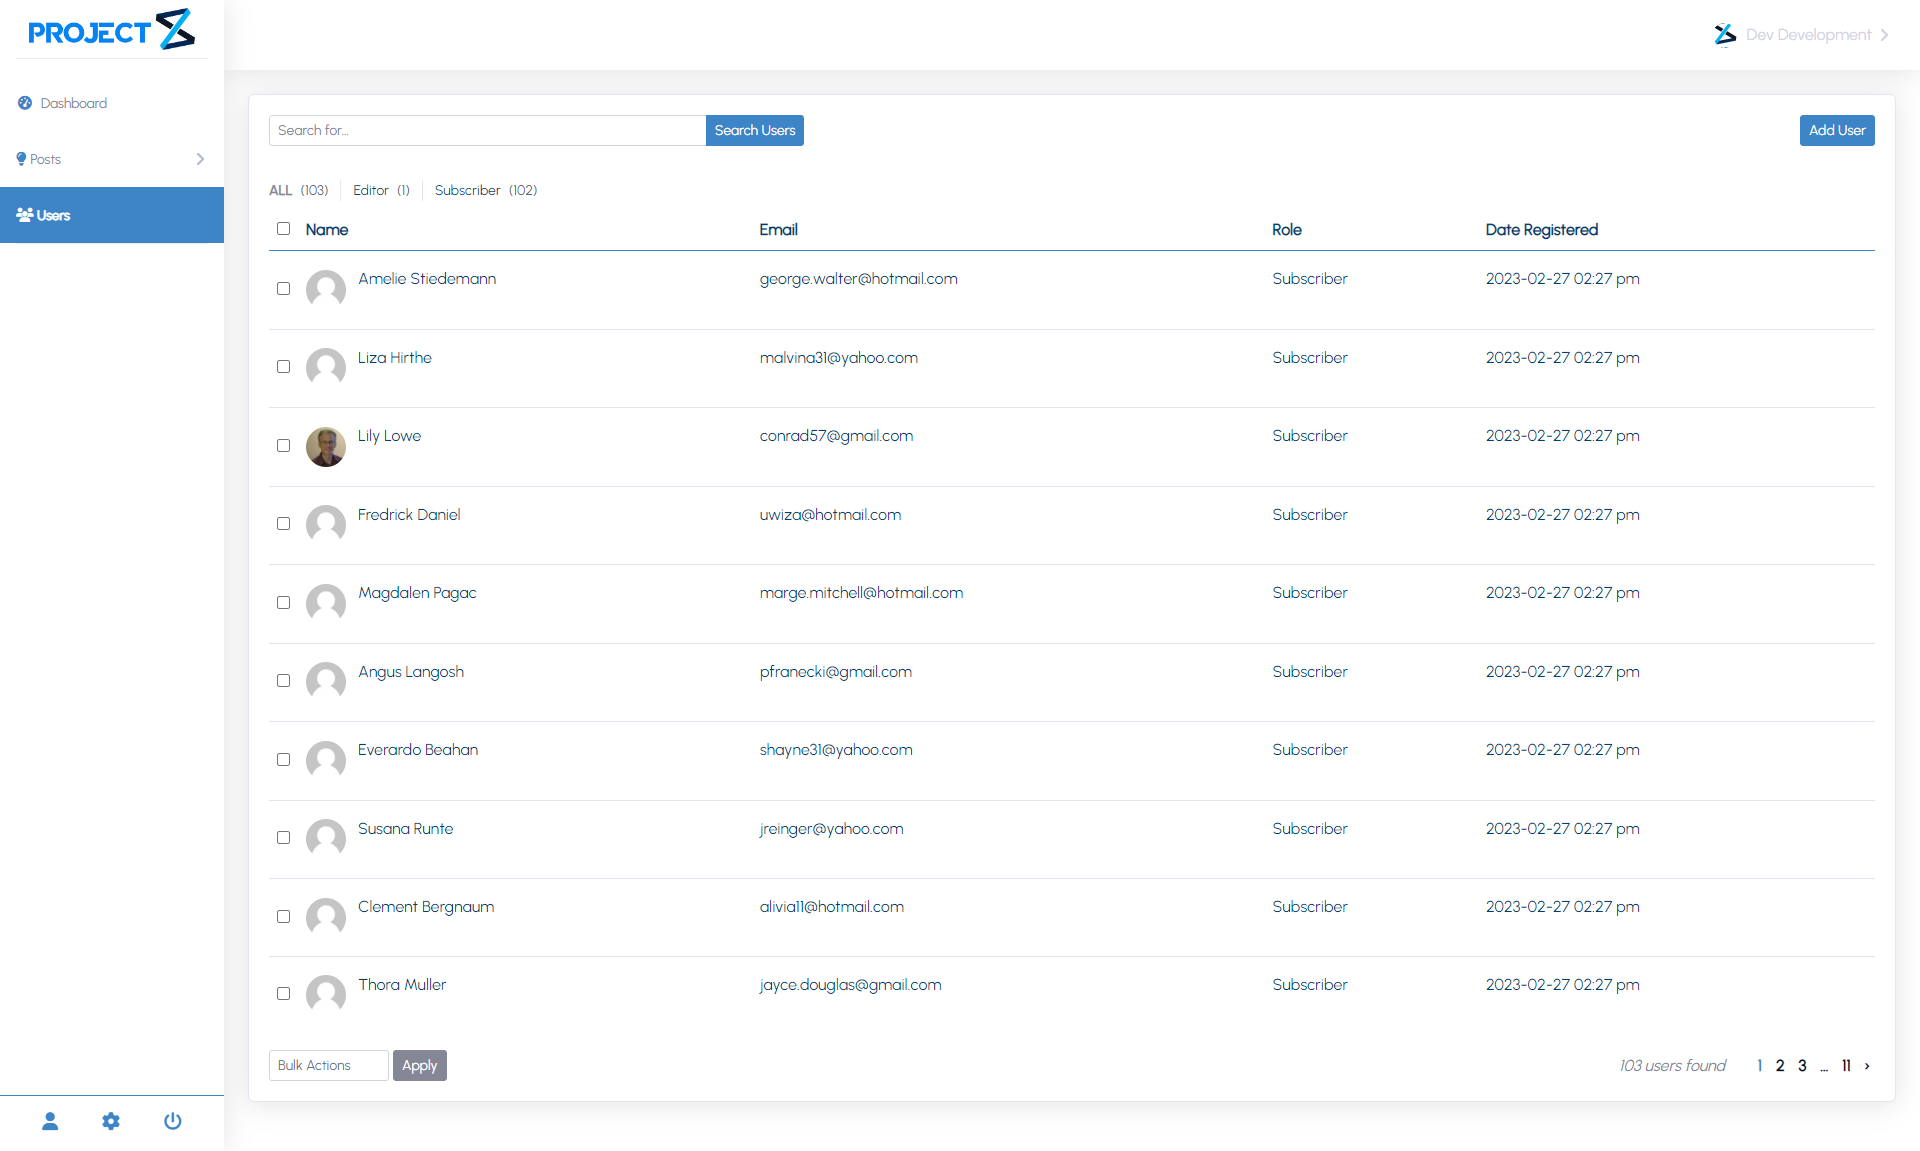 PROJECT
Dev Development
Dashboard
Posts
Users
Search for...
Search Users
Add User
ALL (103) Editor (1) Subscriber (102)
Name Email Role Date Registered
Amelie Stiedemann george.walter@hotmail.com Subscriber 2023-02-27 02:27 pm
Liza Hirthe malvina31@yahoo.com Subscriber 2023-02-27 02:27 pm
Lily Lowe conrad57@gmail.com Subscriber 2023-02-27 02:27 pm
Fredrick Daniel uwiza@hotmail.com Subscriber 2023-02-27 02:27 pm
Magdalen Pagac marge.mitchell@hotmail.com Subscriber 2023-02-27 02:27 pm
Angus Langosh pfranecki@gmail.com Subscriber 2023-02-27 02:27 pm
Everardo Beahan shayne31@yahoo.com Subscriber 2023-02-27 02:27 pm
Susana Runte jreinger@yahoo.com Subscriber 2023-02-27 02:27 pm
Clement Bergnaum alivia11@hotmail.com Subscriber 2023-02-27 02:27 pm
Thora Muller jayce.douglas@gmail.com Subscriber 2023-02-27 02:27 pm
Bulk Actions Apply 103 users found 1 2 3 ... 11 ›